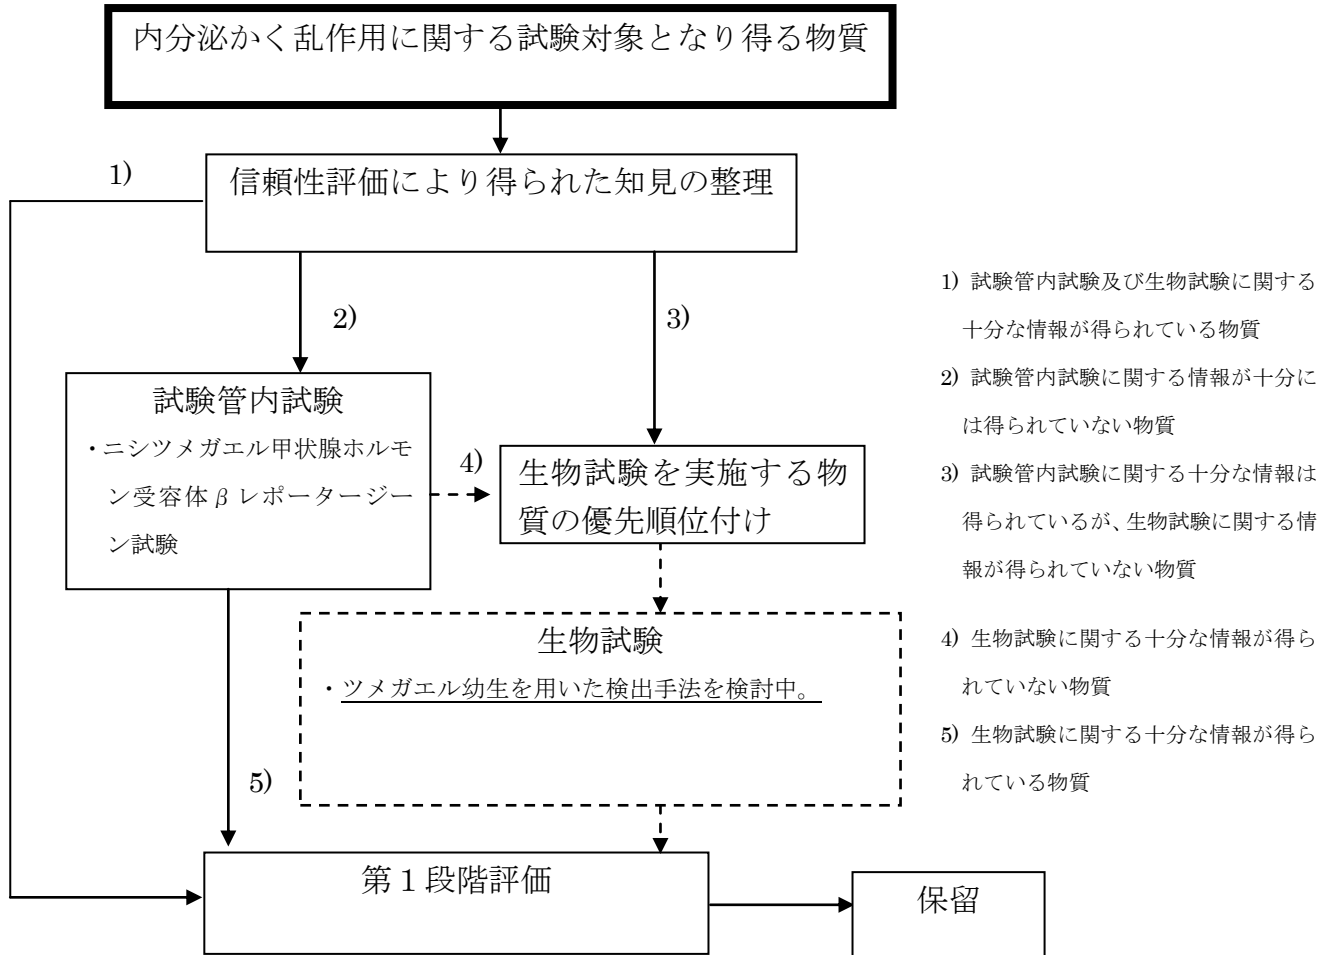 内分泌かく乱作用に関する試験対象となり得る物質
1)
信頼性評価により得られた知見の整理
2)
3)
試験管内試験
・ニシツメガエル甲状腺ホルモ
ン受容体βレポータージー
ン試験
4)
生物試験を実施する物
質の優先順位付け
生物試験
・ツメガエル幼生を用いた検出手法を検討中。
5)
第１段階評価
保留
1) 試験管内試験及び生物試験に関する
十分な情報が得られている物質
2) 試験管内試験に関する情報が十分に
は得られていない物質
3) 試験管内試験に関する十分な情報は
得られているが、生物試験に関する情
報が得られていない物質
4) 生物試験に関する十分な情報が得ら
れていない物質
5) 生物試験に関する十分な情報が得ら
れている物質